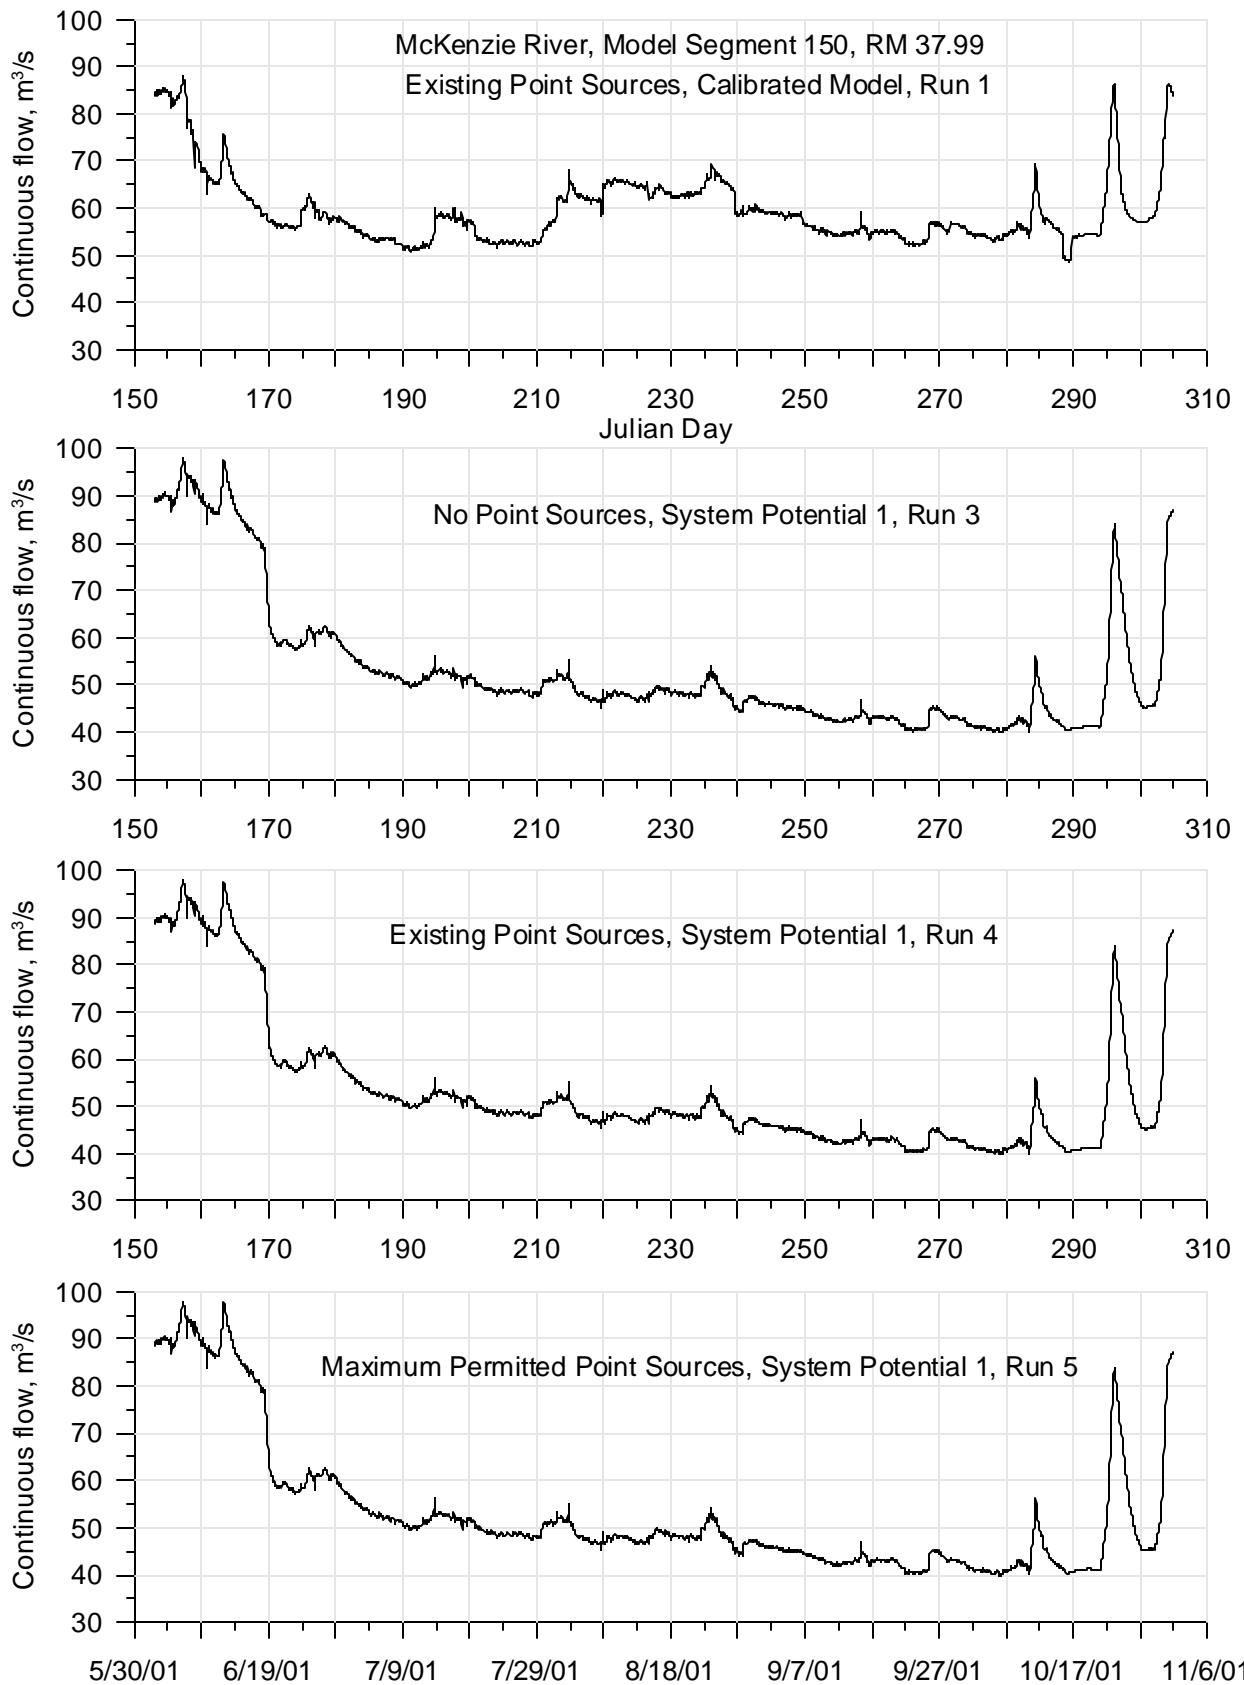 100
McKenzie River, Model Segment 150, RM 37.99
90
Existing Point Sources, Calibrated Model, Run 1
80
70
60
50
40
30
Continuous flow, m³/s
150 170 190 210 230 250 270 290 310
Julian Day
100
90
No Point Sources, System Potential 1, Run 3
80
70
60
50
40
30
Continuous flow, m³/s
150 170 190 210 230 250 270 290 310
100
90
Existing Point Sources, System Potential 1, Run 4
80
70
60
50
40
30
Continuous flow, m³/s
150 170 190 210 230 250 270 290 310
100
90
Maximum Permitted Point Sources, System Potential 1, Run 5
80
70
60
50
40
30
Continuous flow, m³/s
5/30/01 6/19/01 7/9/01 7/29/01 8/18/01 9/7/01 9/27/01 10/17/01 11/6/01